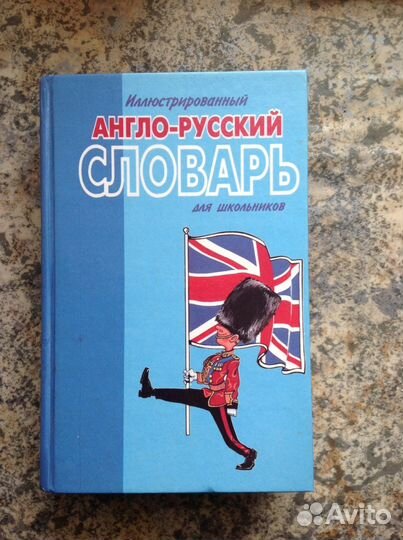 Иллюстрированный
АНГЛО-РУССКИЙ
СЛОВАРЬ
для школьников
Avito